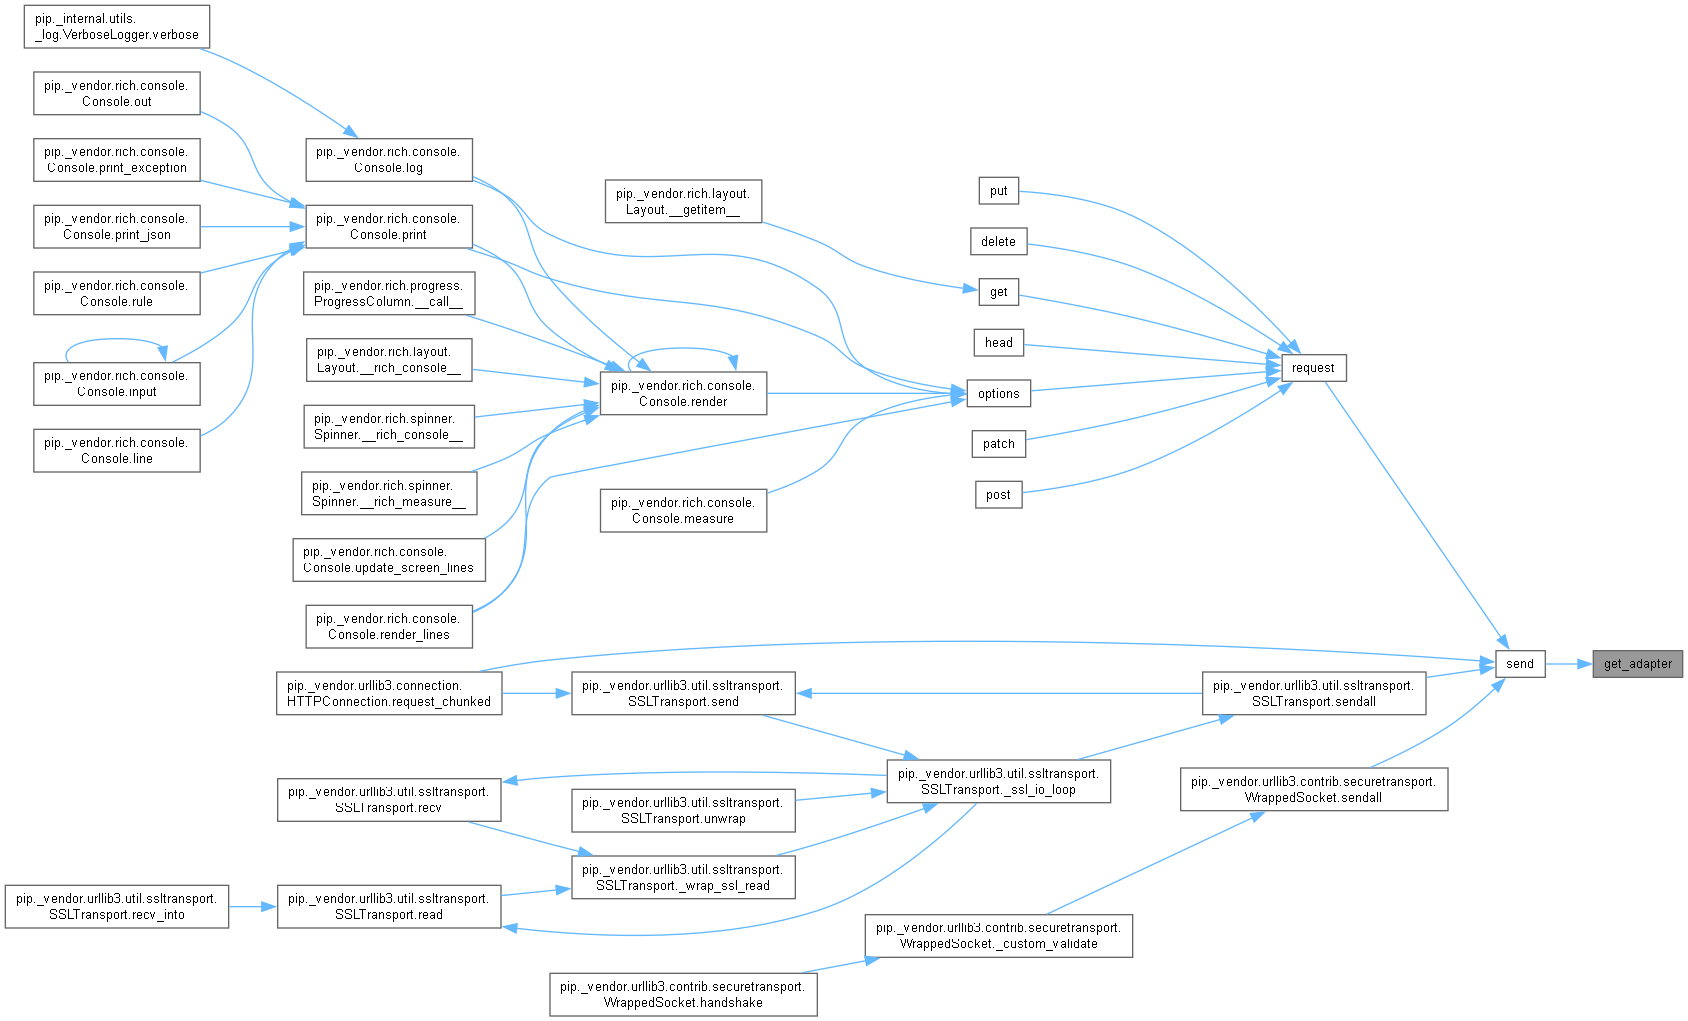 pip._internal.utils.
_log.VerboseLogger.verbose
pip._vendor.rich.console.
Console.out
pip._vendor.rich.console.
Console.print_exception
pip._vendor.rich.console.
Console.print_json
pip._vendor.rich.console.
Console.rule
pip._vendor.rich.console.
Console.input
pip._vendor.rich.console.
Console.line
pip._vendor.rich.console.
Console.log
pip._vendor.rich.console.
Console.print
pip._vendor.rich.progress.
ProgressColumn.__call__
pip._vendor.rich.layout.
Layout.__rich_console__
pip._vendor.rich.spinner.
Spinner.__rich_console__
pip._vendor.rich.spinner.
Spinner.__rich_measure__
pip._vendor.rich.console.
Console.update_screen_lines
pip._vendor.rich.console.
Console.render_lines
pip._vendor.rich.layout.
Layout.__getitem__
pip._vendor.rich.console.
Console.render
pip._vendor.rich.console.
Console.measure
put
delete
get
head
options
patch
post
request
send
get_adapter
pip._vendor.urllib3.connection.
HTTPConnection.request_chunked
pip._vendor.urllib3.util.ssltransport.
SSLTransport.send
pip._vendor.urllib3.util.ssltransport.
SSLTransport.sendall
pip._vendor.urllib3.util.ssltransport.
SSLTransport._ssl_io_loop
pip._vendor.urllib3.contrib.securetransport.
WrappedSocket.sendall
pip._vendor.urllib3.util.ssltransport.
SSLTransport.recv
pip._vendor.urllib3.util.ssltransport.
SSLTransport.unwrap
pip._vendor.urllib3.util.ssltransport.
SSLTransport._wrap_ssl_read
pip._vendor.urllib3.util.ssltransport.
SSLTransport.recv_into
pip._vendor.urllib3.util.ssltransport.
SSLTransport.read
pip._vendor.urllib3.contrib.securetransport.
WrappedSocket._custom_validate
pip._vendor.urllib3.contrib.securetransport.
WrappedSocket.handshake